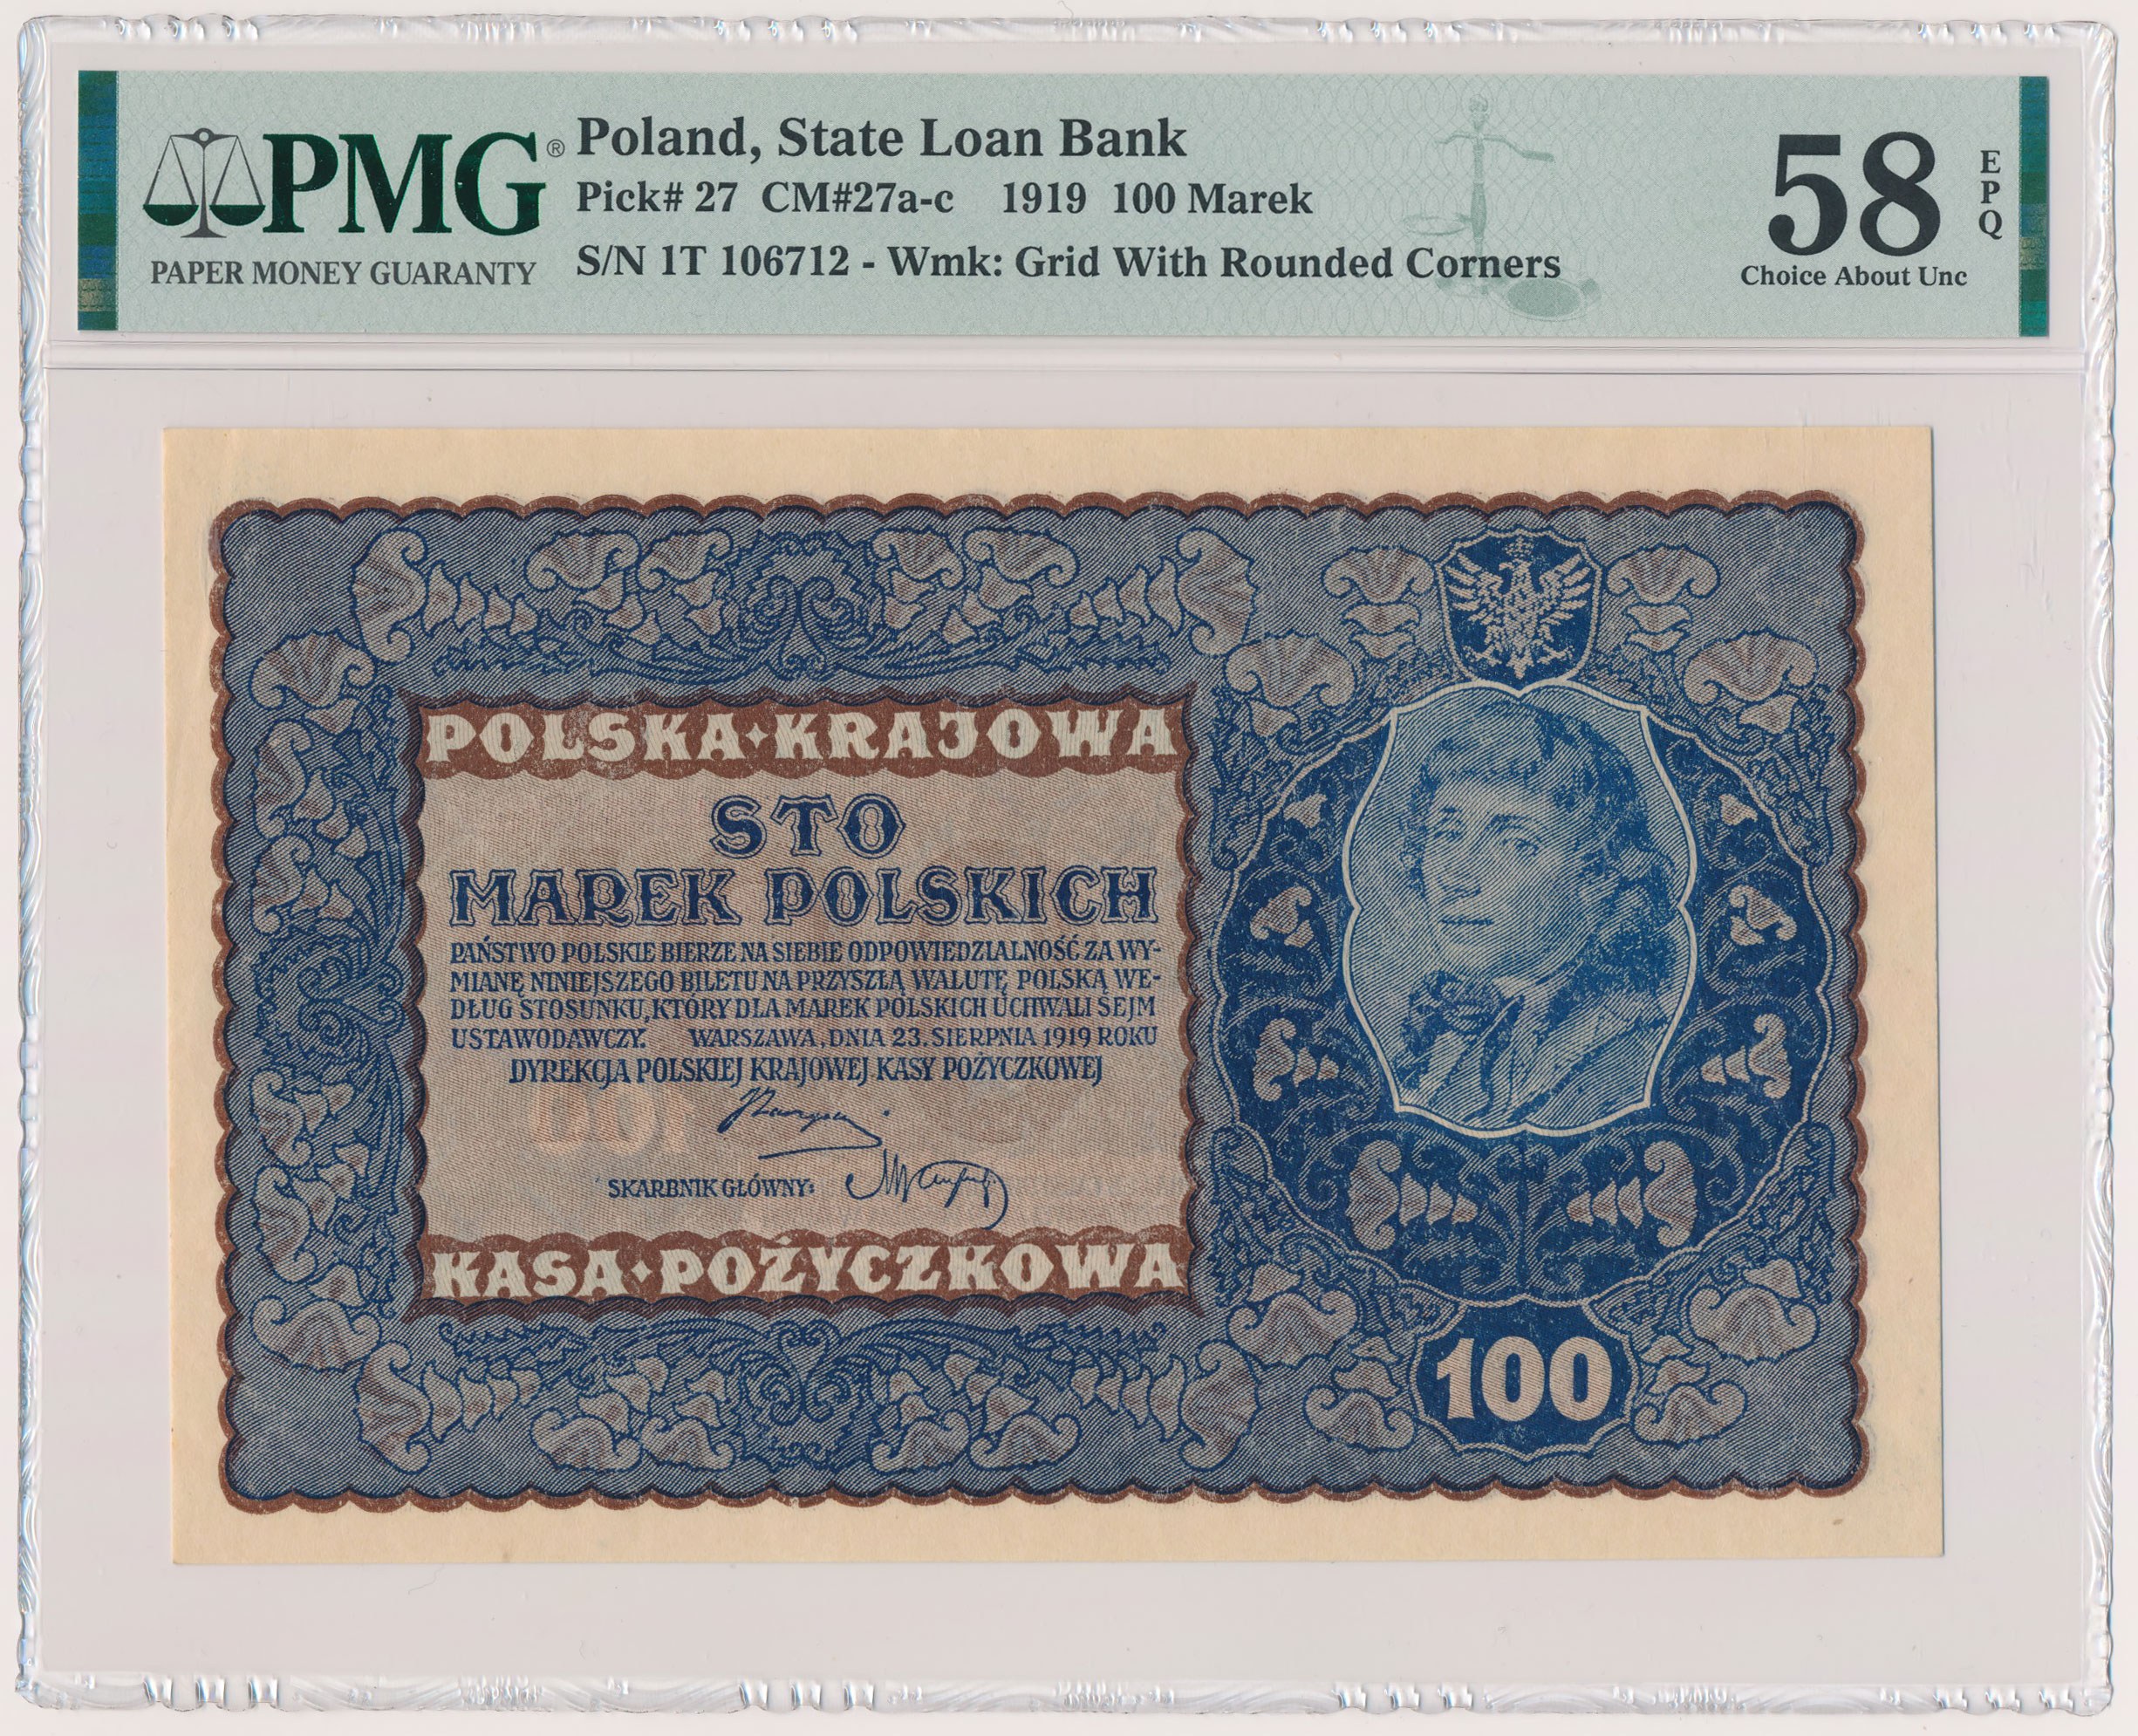 PMG®
PAPER MONEY GUARANTY
Poland, State Loan Bank
Pick# 27 CM#27a-c 1919 100 Marek
S/N 1T 106712 - Wmk: Grid With Rounded Corners
58
EPQ
Choice About Unc
POLSKA · KRAJOWA
STO
MAREK POLSKICH
PAŃSTWO POLSKIE BIERZE NA SIEBIE ODPOWIEDZIALNOŚĆ ZA WY-
MIANĘ NINIEJSZEGO BILETU NA PRZYSZŁĄ WALUTĘ POLSKĄ WE-
DŁUG STOSUNKU, KTÓRY DLA MAREK POLSKICH UCHWALI SEJM
USTAWODAWCZY. WARSZAWA, DNIA 23. SIERPNIA 1919 ROKU
DYREKCJA POLSKIEJ KRAJOWEJ KASY POŻYCZKOWEJ
SKARBNIK GŁÓWNY:
KASA · POŻYCZKOWA
100